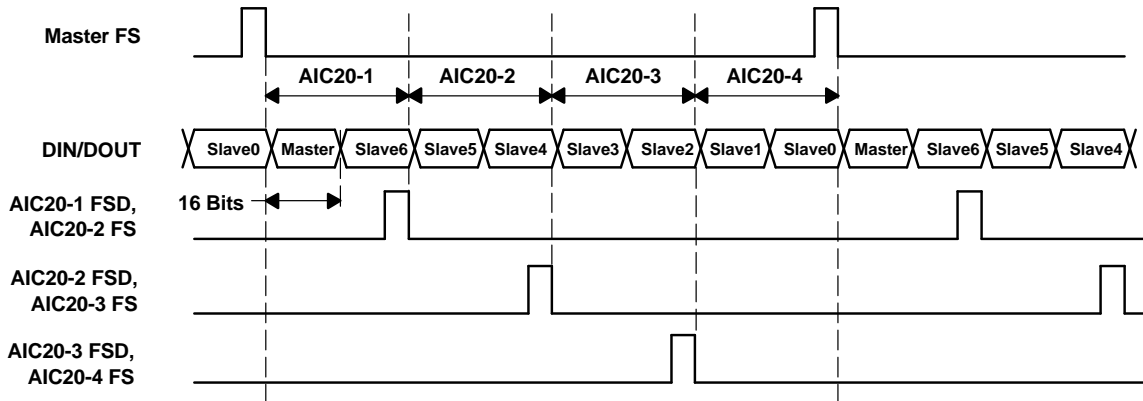 Master FS
AIC20-1 AIC20-2 AIC20-3 AIC20-4
DIN/DOUT Slave0 Master Slave6 Slave5 Slave4 Slave3 Slave2 Slave1 Slave0 Master Slave6 Slave5 Slave4
AIC20-1 FSD, 16 Bits
AIC20-2 FS
AIC20-2 FSD,
AIC20-3 FS
AIC20-3 FSD,
AIC20-4 FS